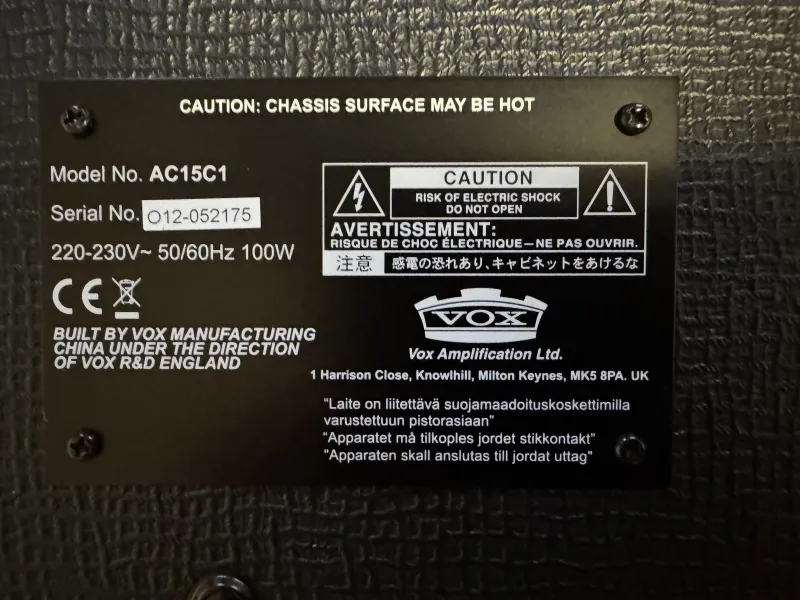 CAUTION: CHASSIS SURFACE MAY BE HOT
Model No. AC15C1
Serial No. O12-052175
220-230V~ 50/60Hz 100W
CE
BUILT BY VOX MANUFACTURING
CHINA UNDER THE DIRECTION
OF VOX R&D ENGLAND
CAUTION
RISK OF ELECTRIC SHOCK
DO NOT OPEN
AVERTISSEMENT:
RISQUE DE CHOC ÉLECTRIQUE—NE PAS OUVRIR.
注意 感電の恐れあり、キャビネットをあけるな
VOX
Vox Amplification Ltd.
1 Harrison Close, Knowlhill, Milton Keynes, MK5 8PA. UK
"Laite on liitettävä suojamaadoituskoskettimilla
varustettuun pistorasiaan"
"Apparatet må tilkoples jordet stikkontakt"
"Apparaten skall anslutas till jordat uttag"